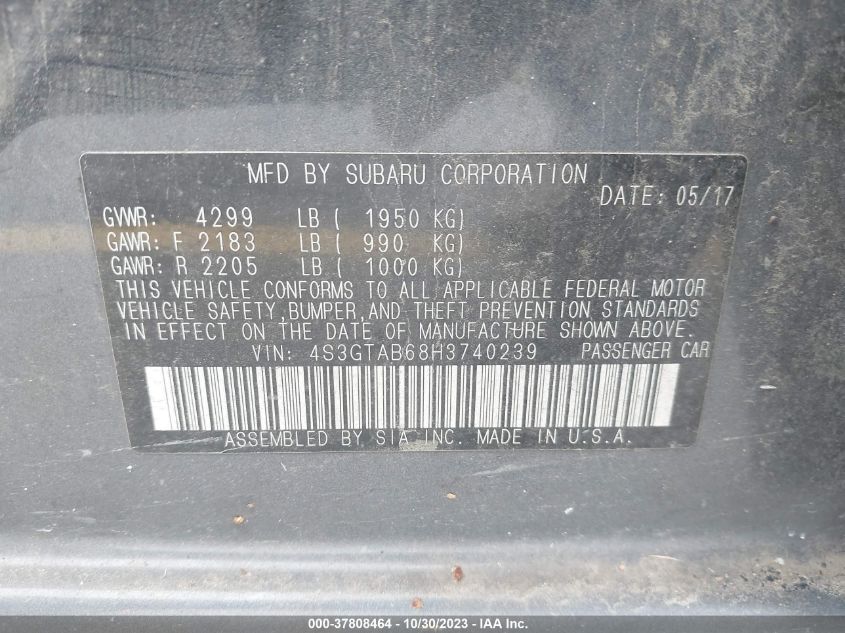 MFD BY SUBARU CORPORATION
DATE: 05/17
GVWR: 4299 LB ( 1950 KG)
GAWR: F 2183 LB ( 990 KG)
GAWR: R 2205 LB ( 1000 KG)
THIS VEHICLE CONFORMS TO ALL APPLICABLE FEDERAL MOTOR
VEHICLE SAFETY, BUMPER, AND THEFT PREVENTION STANDARDS
IN EFFECT ON THE DATE OF MANUFACTURE SHOWN ABOVE.
VIN: 4S3GTAB68H3740239 PASSENGER CAR
ASSEMBLED BY SIA INC. MADE IN U.S.A.
000-37808464 - 10/30/2023 - IAA Inc.